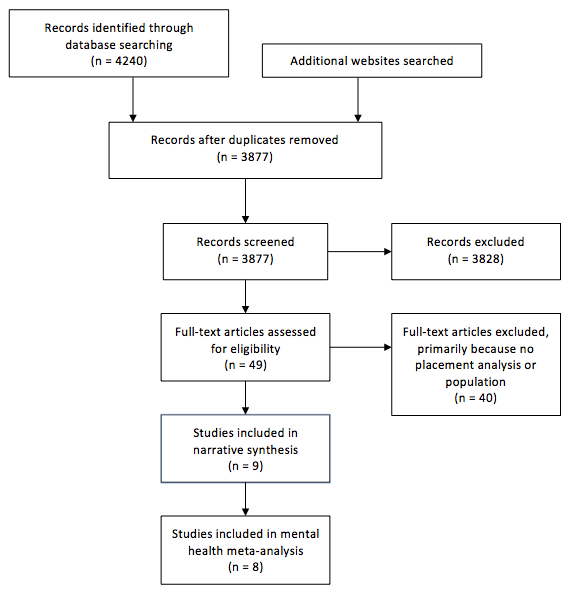 Records identified through
database searching
(n = 4240)
Additional websites searched
Records after duplicates removed
(n = 3877)
Records screened
(n = 3877)
Records excluded
(n = 3828)
Full-text articles assessed
for eligibility
(n = 49)
Full-text articles excluded,
primarily because no
placement analysis or
population
(n = 40)
Studies included in
narrative synthesis
(n = 9)
Studies included in mental
health meta-analysis
(n = 8)